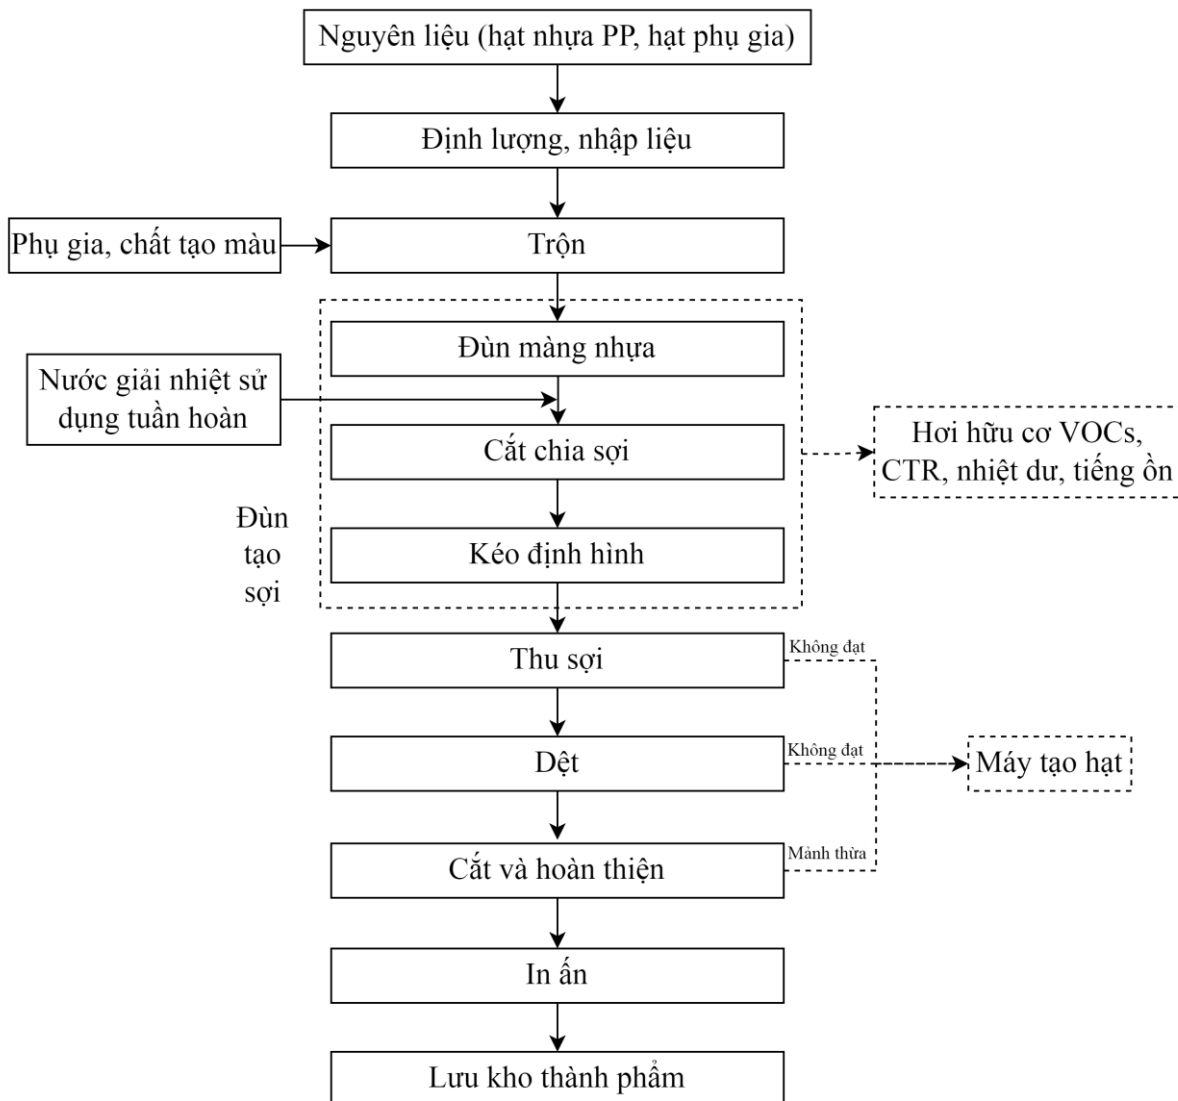 Nguyên liệu (hạt nhựa PP, hạt phụ gia)
Định lượng, nhập liệu
Phụ gia, chất tạo màu
Trộn
Đùn màng nhựa
Nước giải nhiệt sử
dụng tuần hoàn
Cắt chia sợi
Hơi hữu cơ VOCs,
CTR, nhiệt dư, tiếng ồn
Đùn
tạo
sợi
Kéo định hình
Thu sợi
Không đạt
Dệt
Không đạt
Máy tạo hạt
Cắt và hoàn thiện
Mảnh thừa
In ấn
Lưu kho thành phẩm